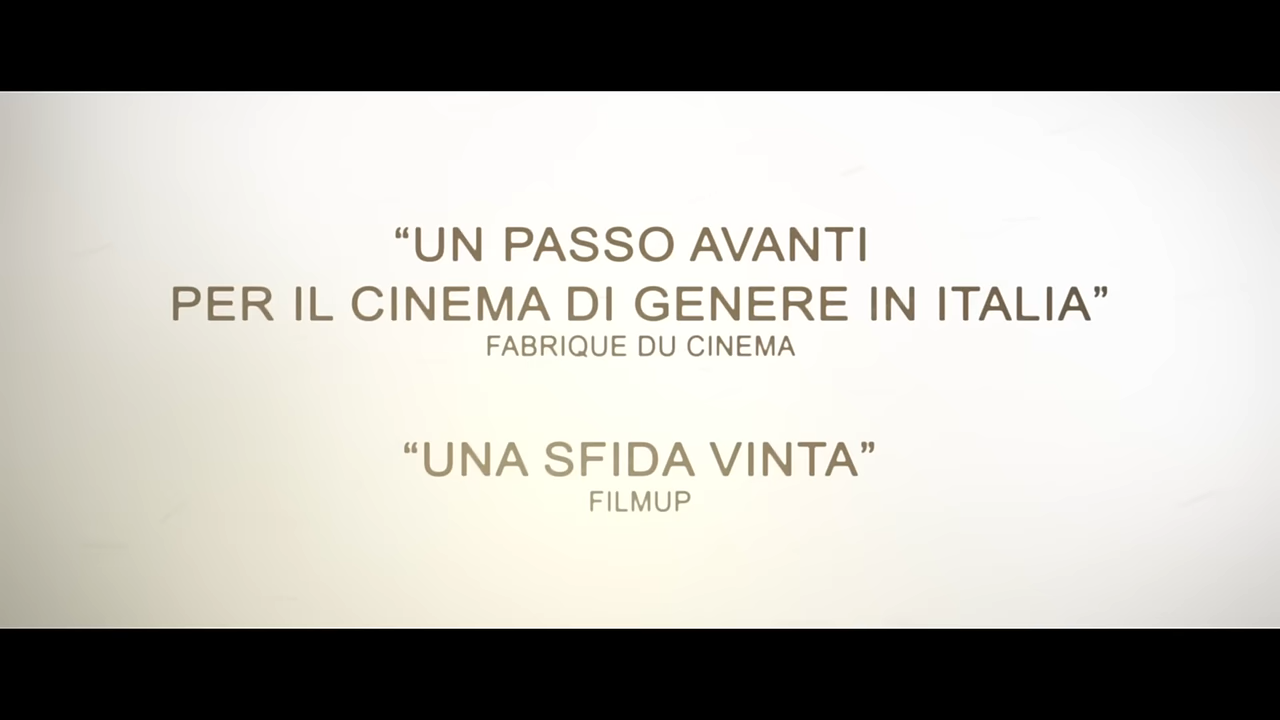 “UN PASSO AVANTI
PER IL CINEMA DI GENERE IN ITALIA”
FABRIQUE DU CINEMA
“UNA SFIDA VINTA”
FILMUP